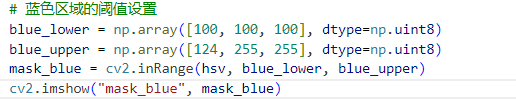 # 蓝色区域的阈值设置
blue_lower = np.array([100, 100, 100], dtype=np.uint8)
blue_upper = np.array([124, 255, 255], dtype=np.uint8)
mask_blue = cv2.inRange(hsv, blue_lower, blue_upper)
cv2.imshow("mask_blue", mask_blue)